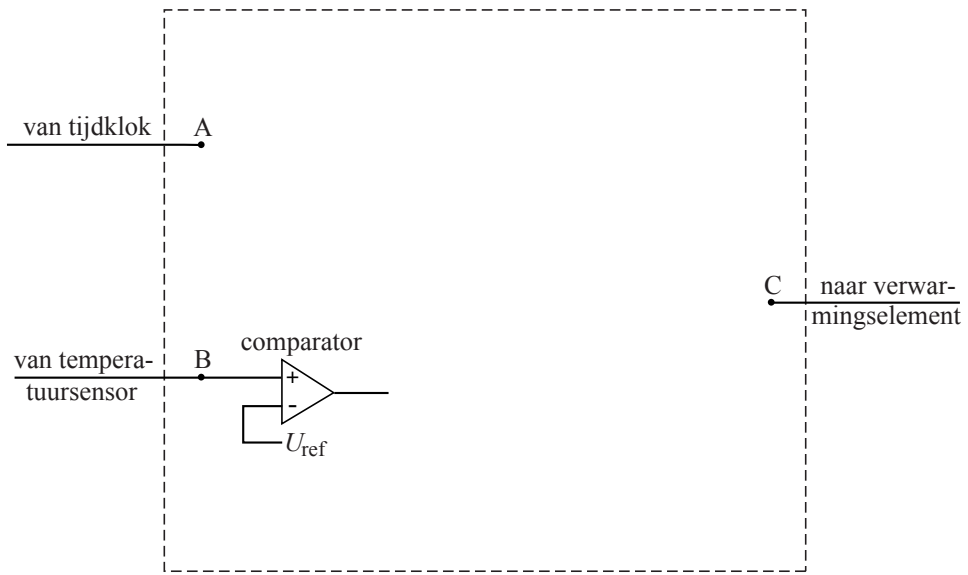 van tijdklok
A
C
naar verwar-
mingselement
comparator
van tempera-
tuursensor
B
+
-
Uref